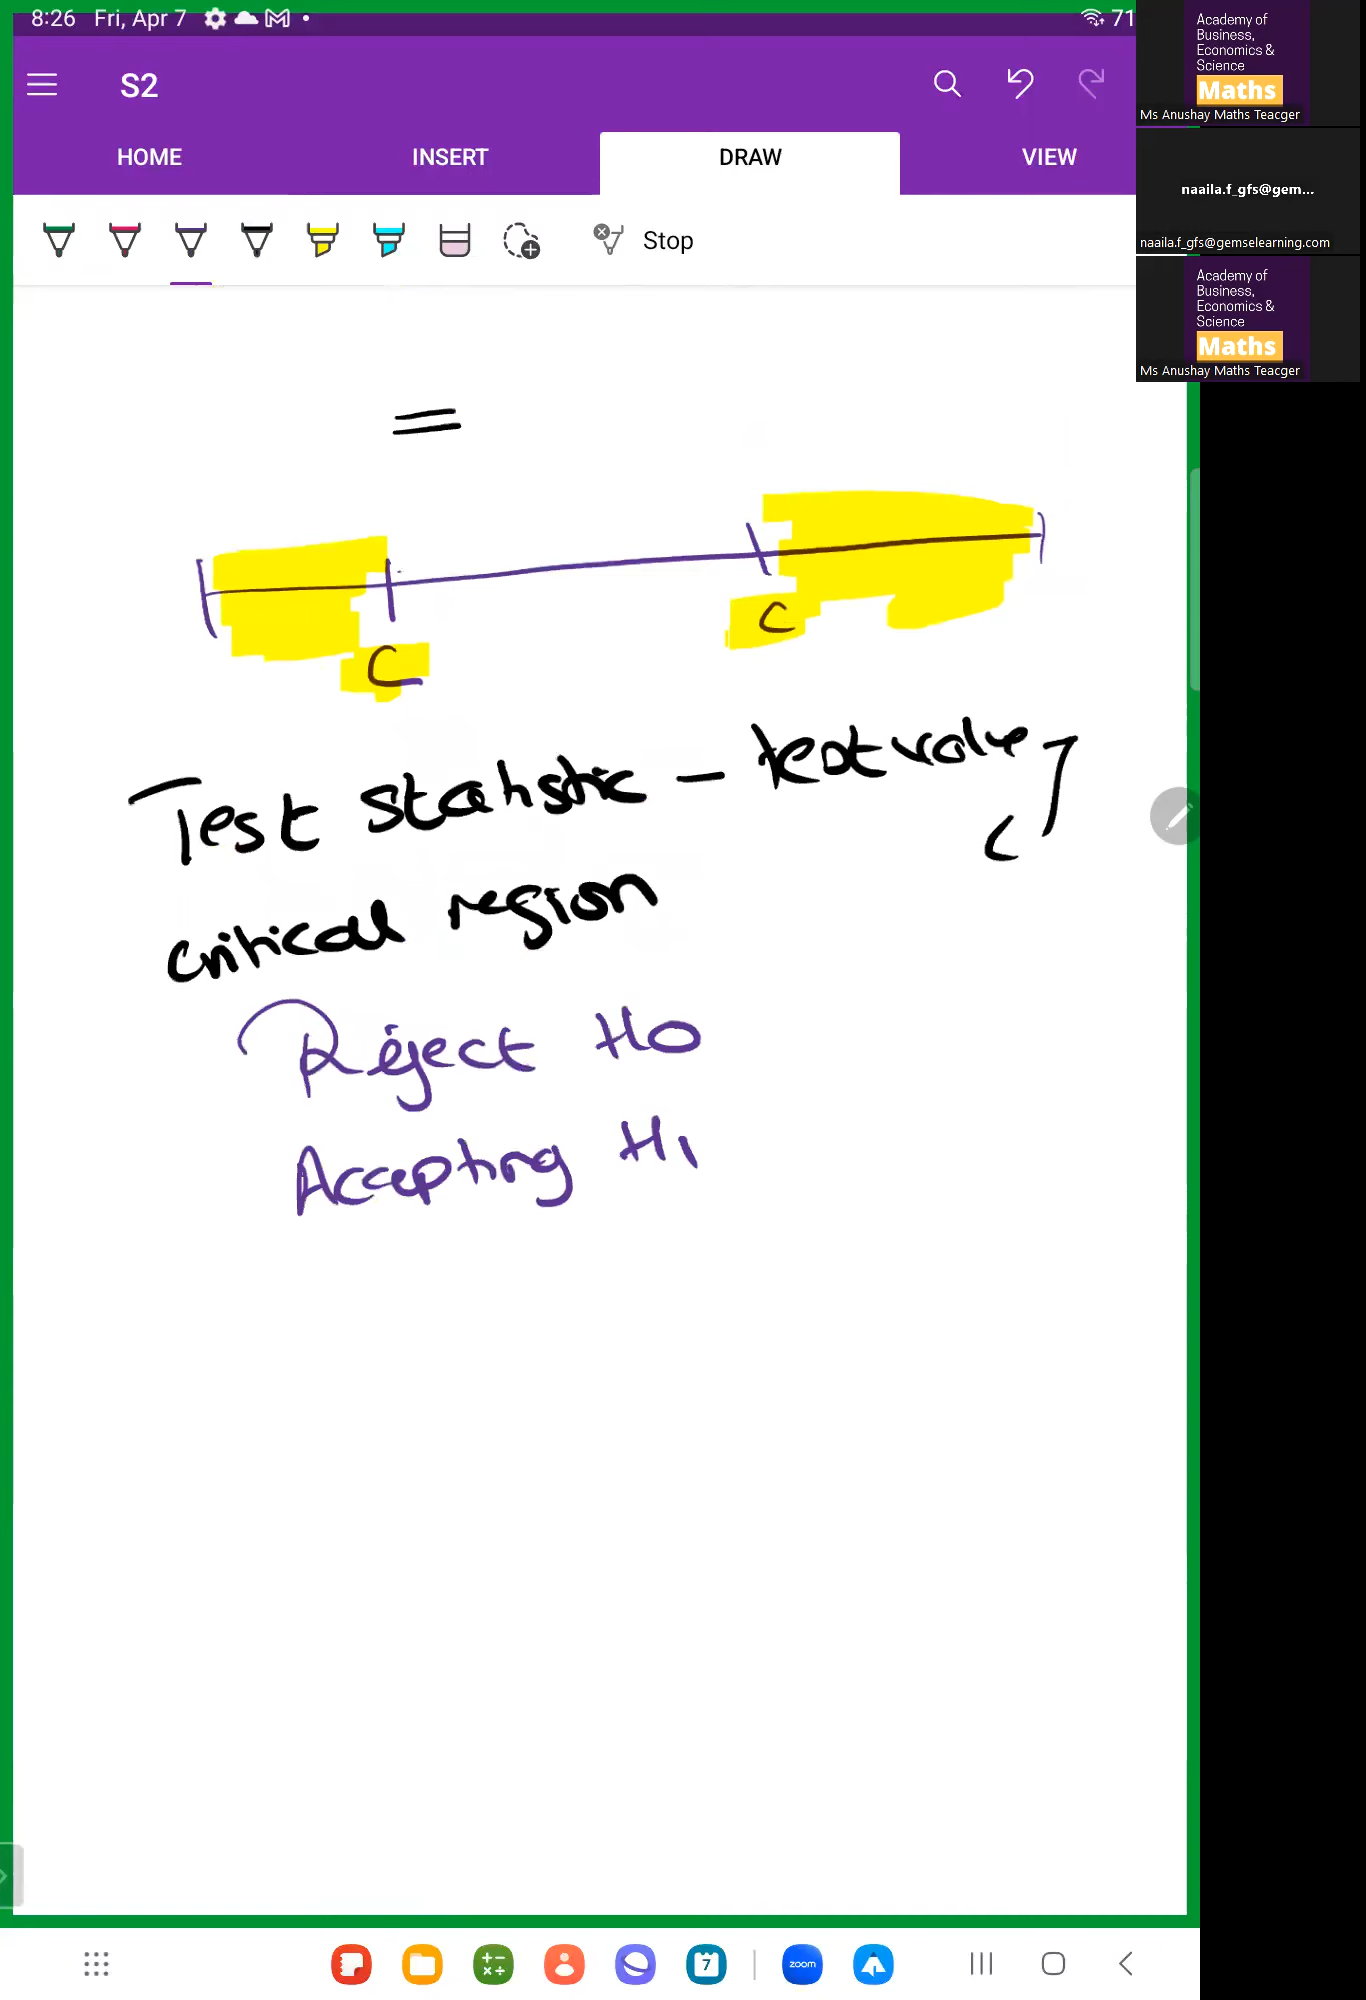 8:26 Fri, Apr 7
71
S2
HOME INSERT DRAW VIEW
Stop
Academy of
Business,
Economics &
Science
Maths
Ms Anushay Maths Teacger
naaila.f_gfs@gem...
naaila.f_gfs@gemselearning.com
Academy of
Business,
Economics &
Science
Maths
Ms Anushay Maths Teacger
=
C
C
Test statistic - test value
critical region
Reject H0
Accepting H1
7
zoom